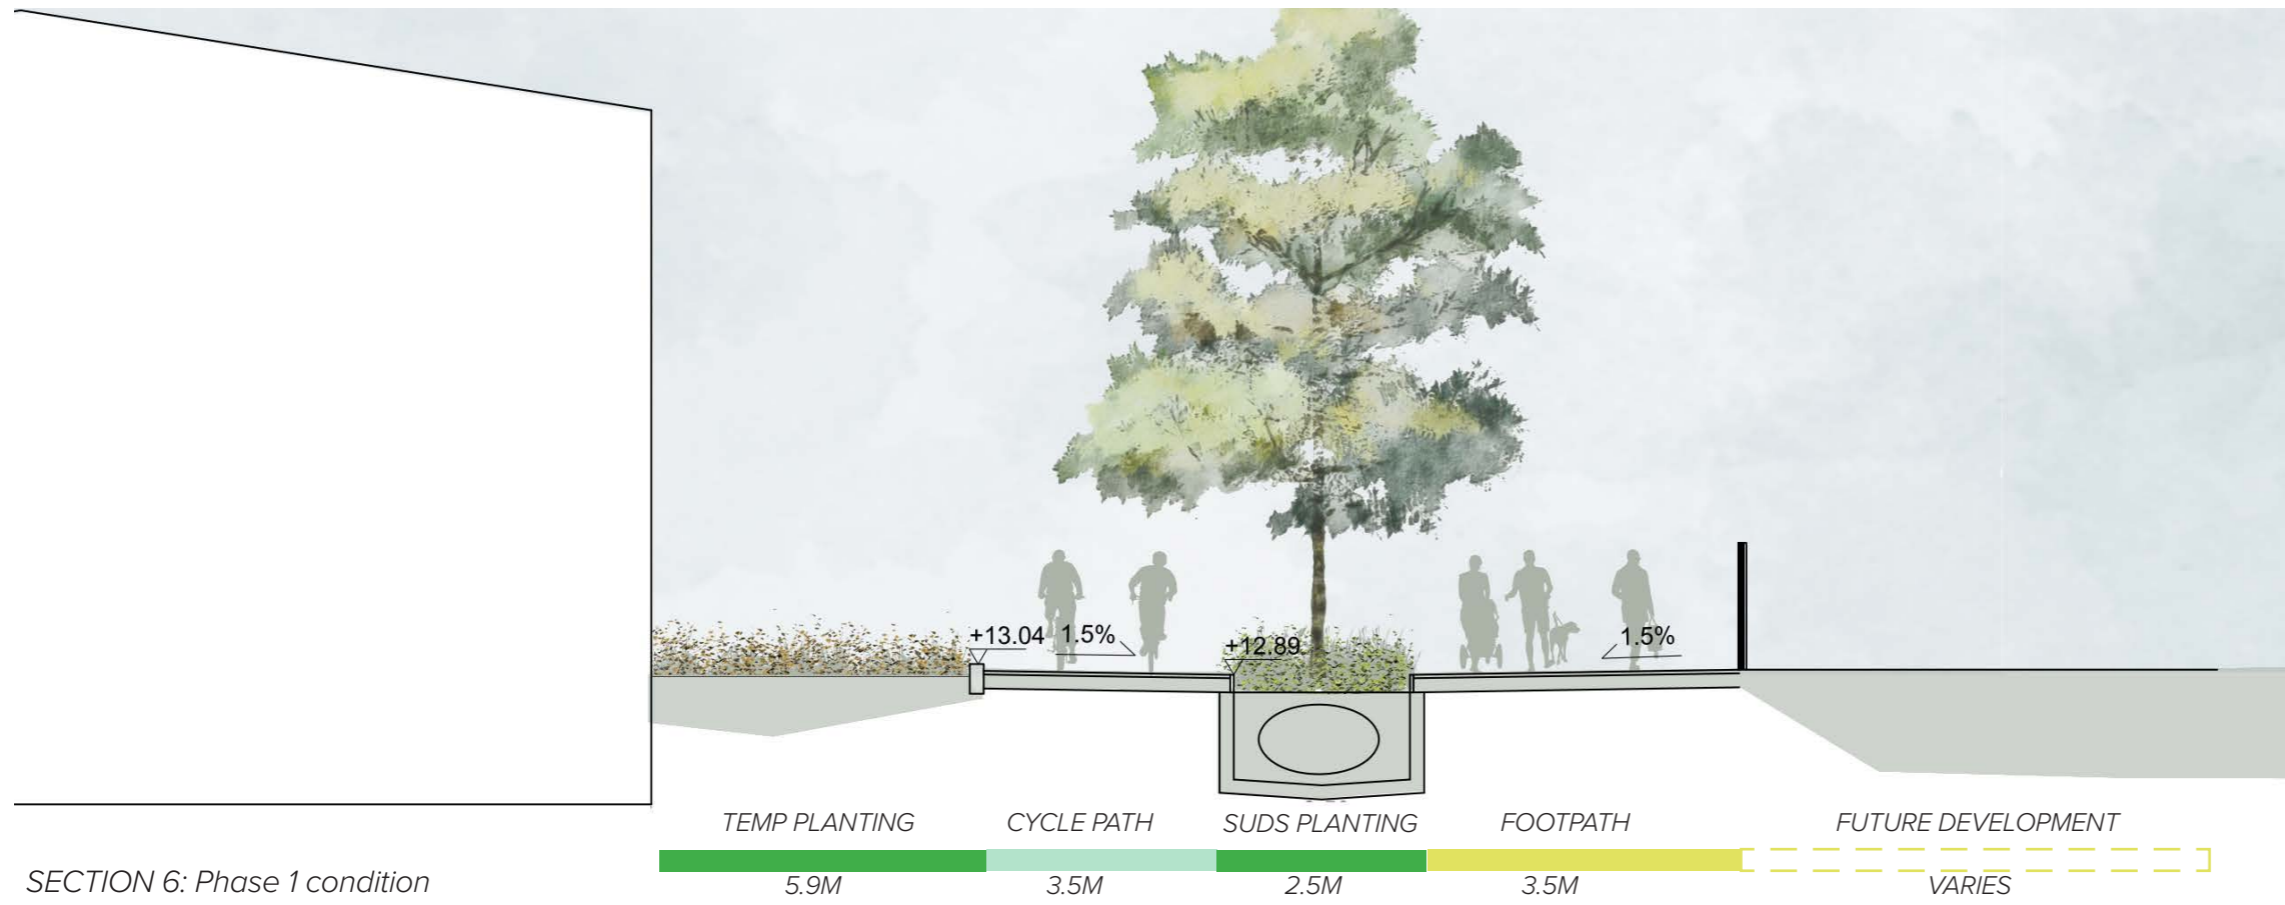 +13.04 1.5% +12.89 1.5%
TEMP PLANTING CYCLE PATH SUDS PLANTING FOOTPATH FUTURE DEVELOPMENT
SECTION 6: Phase 1 condition
5.9M 3.5M 2.5M 3.5M VARIES